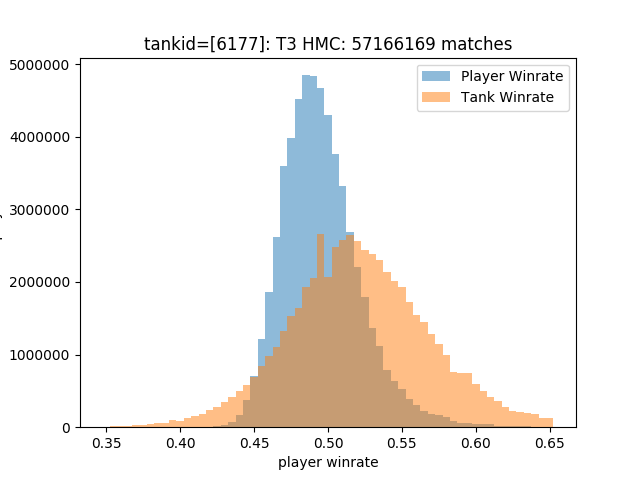 tankid=[6177]: T3 HMC: 57166169 matches
Player Winrate
Tank Winrate
5000000
4000000
3000000
2000000
1000000
0
0.35 0.40 0.45 0.50 0.55 0.60 0.65
player winrate